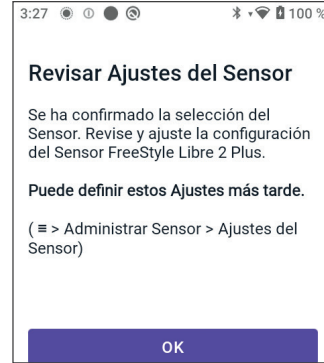 3:27 100 %
Revisar Ajustes del Sensor
Se ha confirmado la selección del
Sensor. Revise y ajuste la configuración
del Sensor FreeStyle Libre 2 Plus.
Puede definir estos Ajustes más tarde.
( ≡ > Administrar Sensor > Ajustes del
Sensor)
OK